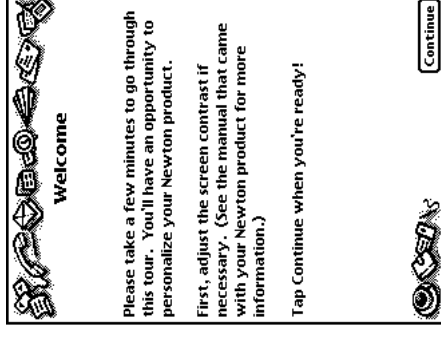 Welcome
Please take a few minutes to go through
this tour. You'll have an opportunity to
personalize your Newton product.
First, adjust the screen contrast if
necessary. (See the manual that came
with your Newton product for more
information.)
Tap Continue when you're ready!
Continue